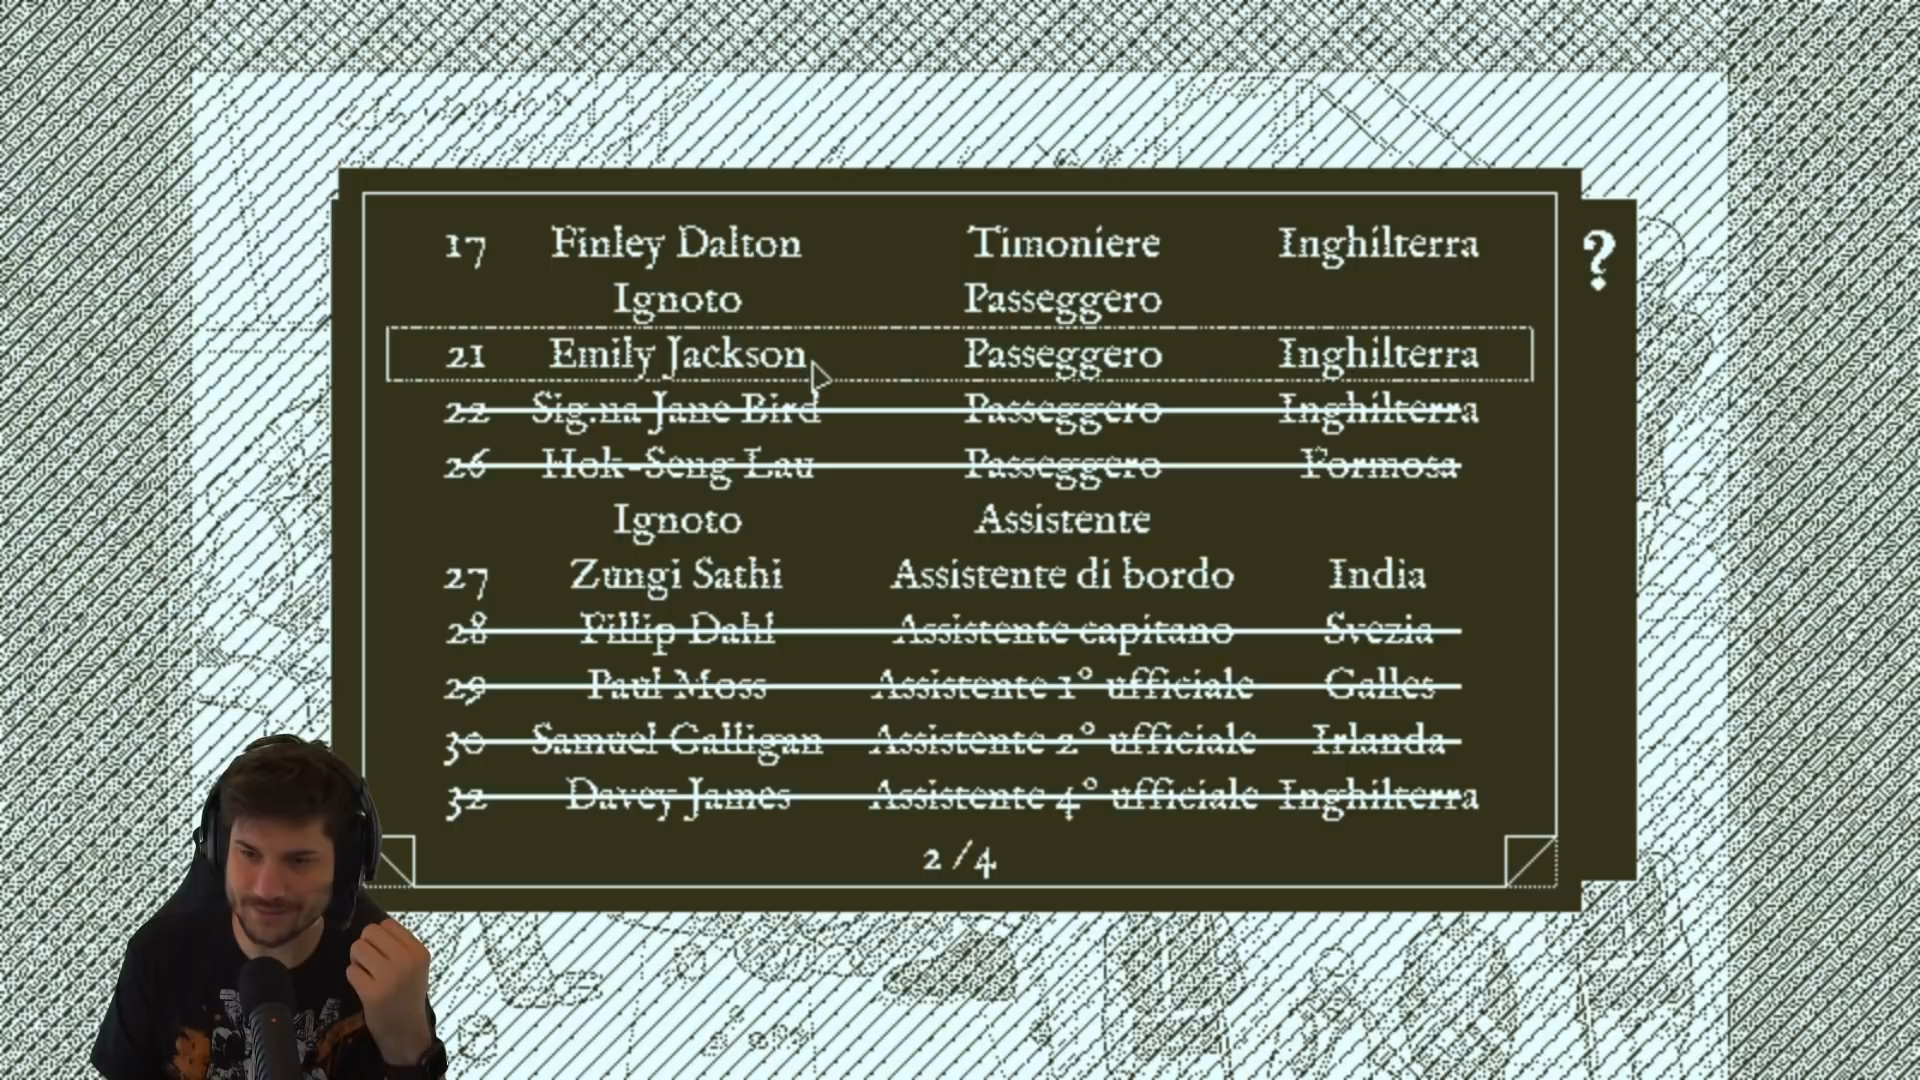 17 Finley Dalton Timoniere Inghilterra
?
Ignoto Passeggero
21 Emily Jackson Passeggero Inghilterra
22 Sig.na Jane Bird Passeggero Inghilterra
26 Hok-Seng Lau Passeggero Formosa
Ignoto Assistente
27 Zungi Sathi Assistente di bordo India
28 Fillip Dahl Assistente capitano Svezia
29 Paul Moss Assistente 1° ufficiale Galles
30 Samuel Galligan Assistente 2° ufficiale Irlanda
32 Davey James Assistente 4° ufficiale Inghilterra
2/4